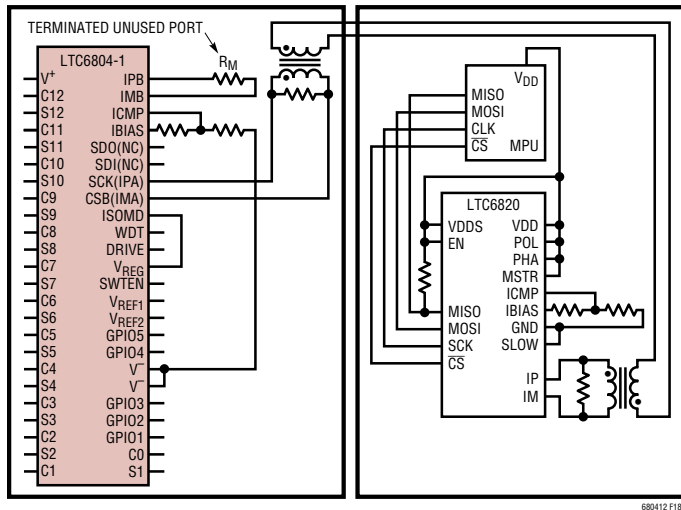 TERMINATED UNUSED PORT
RM
LTC6804-1
V+
C12
S12
C11
S11
C10
S10
C9
S9
C8
S8
C7
S7
C6
S6
C5
S5
C4
S4
C3
S3
C2
S2
C1
IPB
IMB
ICMP
IBIAS
SDO(NC)
SDI(NC)
SCK(IPA)
CSB(IMA)
ISOMD
WDT
DRIVE
VREG
SWTEN
VREF1
VREF2
GPIO5
GPIO4
V–
V–
GPIO3
GPIO2
GPIO1
C0
S1
VDD
MISO
MOSI
CLK
CS
MPU
LTC6820
VDDS
EN
MISO
MOSI
SCK
CS
VDD
POL
PHA
MSTR
ICMP
IBIAS
GND
SLOW
IP
IM
680412 F18